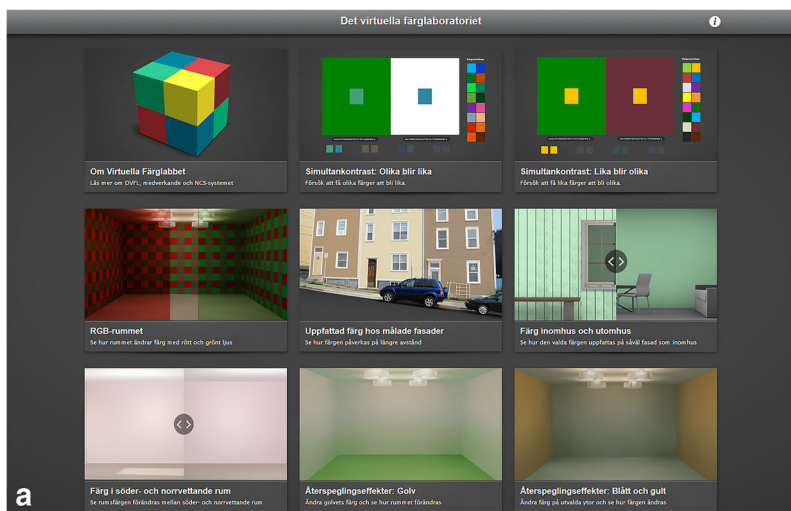 Det virtuella färglaboratoriet
i
Om Virtuella Färglabbet
Läs mer om DVFL, medverkande och NCS-systemet
Simultankontrast: Olika blir lika
Försök att få olika färger att bli lika.
Simultankontrast: Lika blir olika
Försök att få lika färger att bli olika.
RGB-rummet
Se hur rummet ändrar färg med rött och grönt ljus
Uppfattad färg hos målade fasader
Se hur färgen påverkas på längre avstånd
Färg inomhus och utomhus
Se hur den valda färgen uppfattas på såväl fasad som inomhus
Färg i söder- och norrvettande rum
Se rumsfärgen förändras mellan söder- och norrvettande rum
Återspeglingseffekter: Golv
Ändra golvets färg och se hur rummet förändras
Återspeglingseffekter: Blått och gult
Ändra färg på utvalda ytor och se hur färgen ändras
a